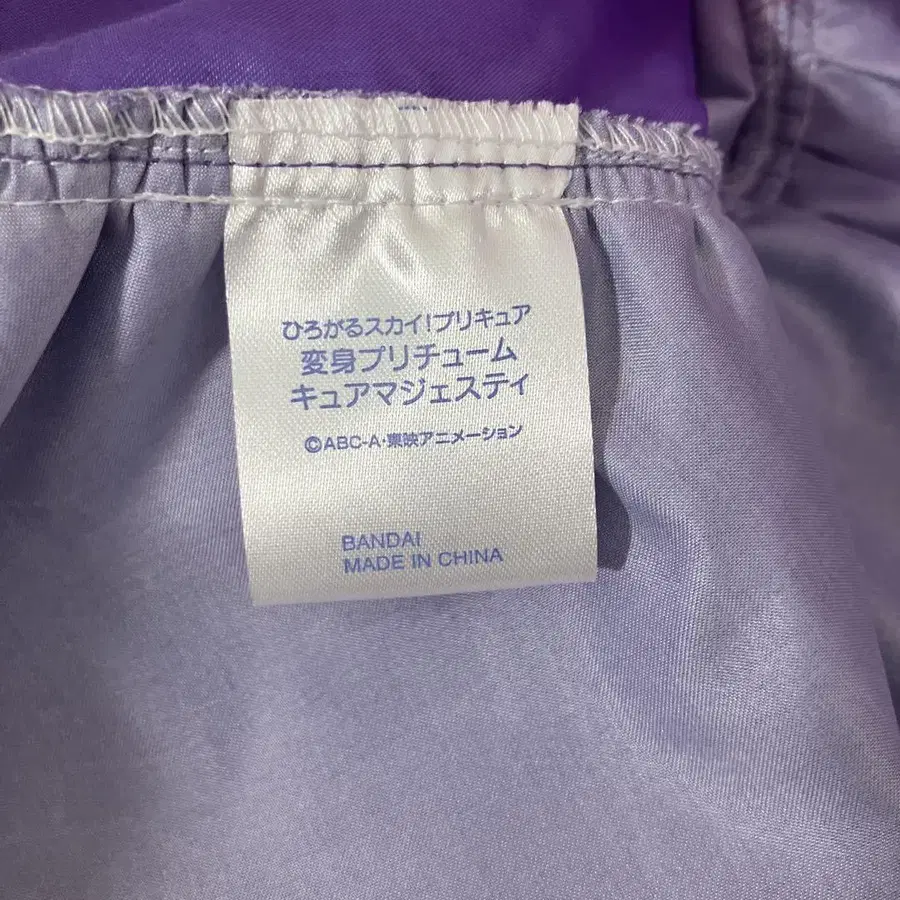 ひろがるスカイ!プリキュア
変身プリチューム
キュアマジェスティ
©ABC-A・東映アニメーション
BANDAI
MADE IN CHINA